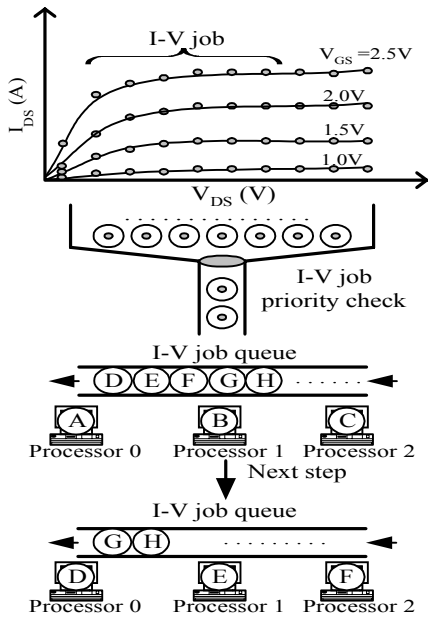 I-V job
V_GS =2.5V
2.0V
1.5V
1.0V
I_DS (A)
V_DS (V)
I-V job
priority check
I-V job queue
D E F G H
A B C
Processor 0 Processor 1 Processor 2
Next step
I-V job queue
G H
D E F
Processor 0 Processor 1 Processor 2